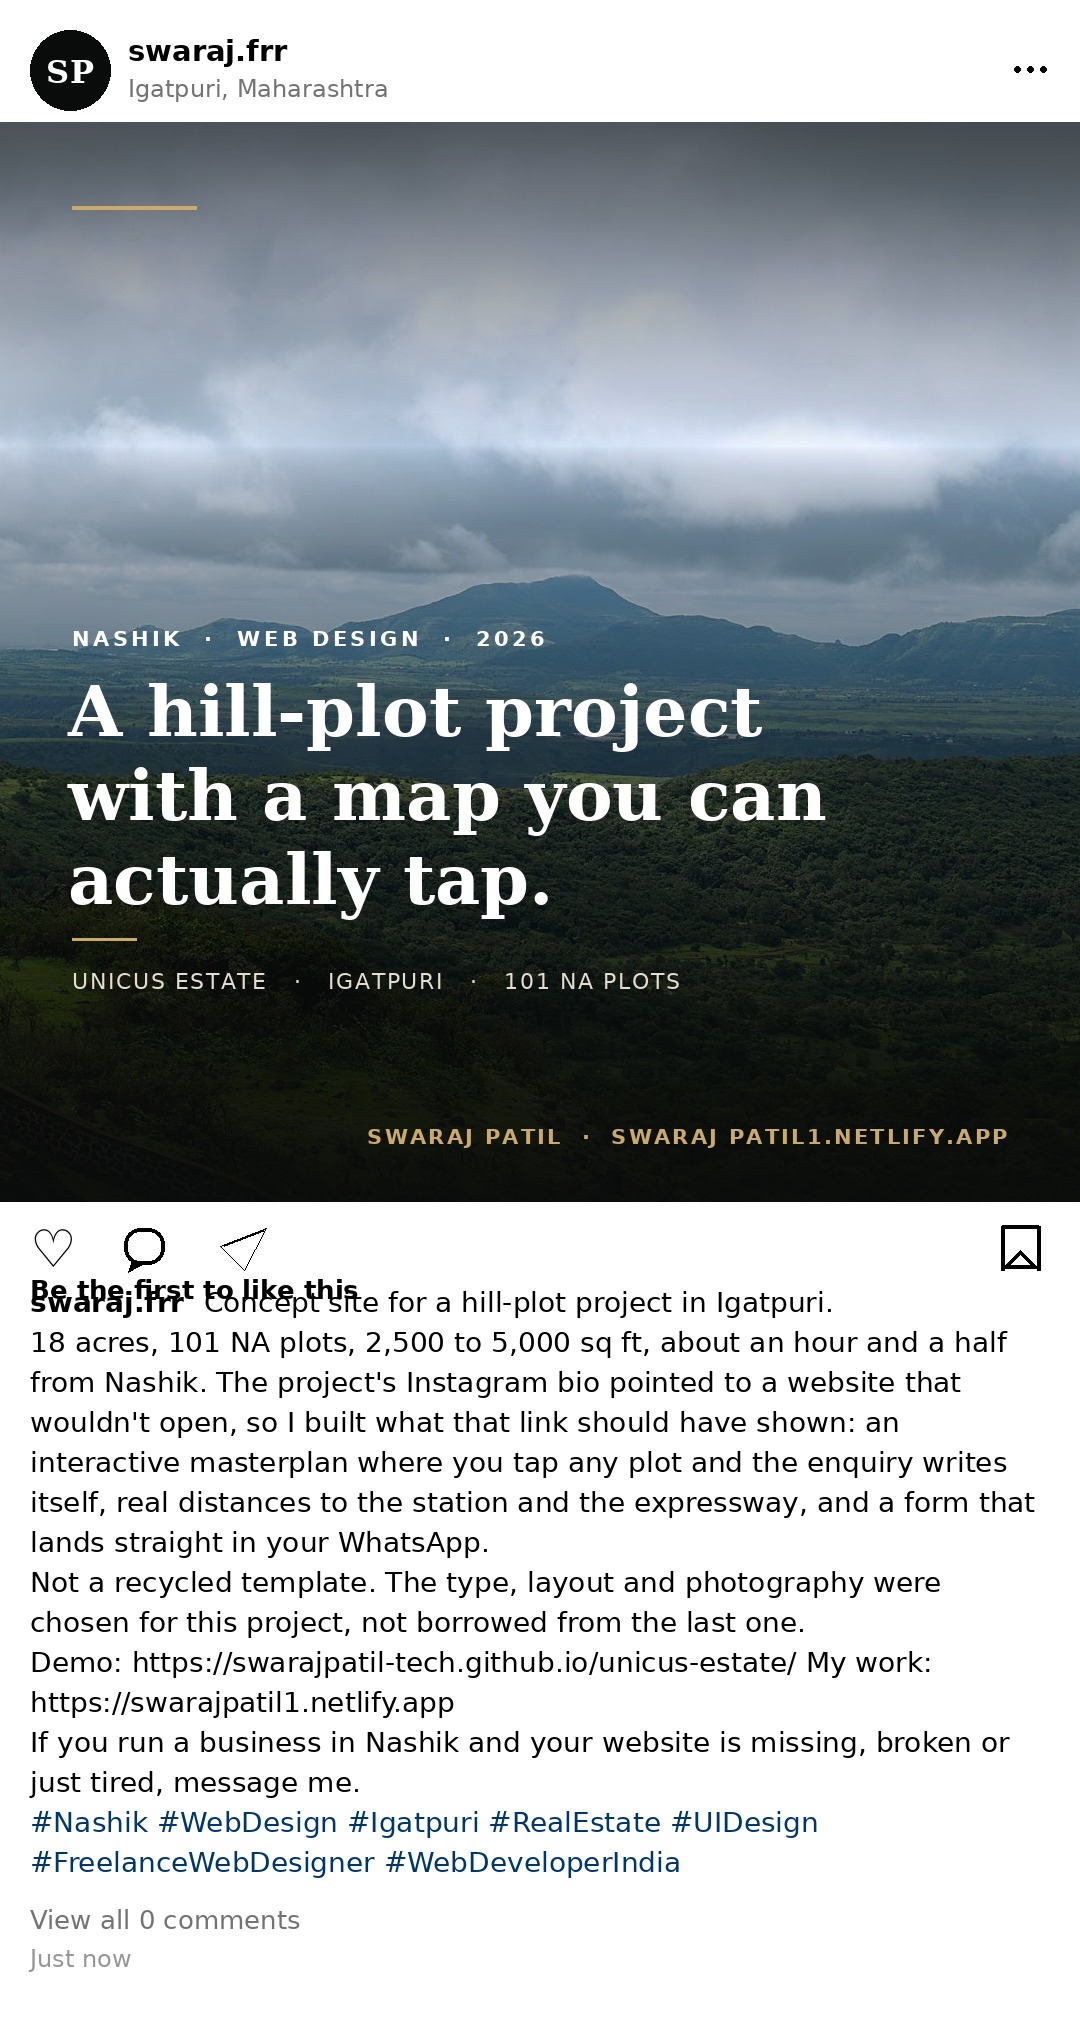 SP
swaraj.frr
Igatpuri, Maharashtra
NASHIK · WEB DESIGN · 2026
A hill-plot project
with a map you can
actually tap.
UNICUS ESTATE · IGATPURI · 101 NA PLOTS
SWARAJ PATIL · SWARAJ PATIL1.NETLIFY.APP
Be the first to like this
swaraj.frr Concept site for a hill-plot project in Igatpuri.
18 acres, 101 NA plots, 2,500 to 5,000 sq ft, about an hour and a half
from Nashik. The project's Instagram bio pointed to a website that
wouldn't open, so I built what that link should have shown: an
interactive masterplan where you tap any plot and the enquiry writes
itself, real distances to the station and the expressway, and a form that
lands straight in your WhatsApp.
Not a recycled template. The type, layout and photography were
chosen for this project, not borrowed from the last one.
Demo: https://swarajpatil-tech.github.io/unicus-estate/ My work:
https://swarajpatil1.netlify.app
If you run a business in Nashik and your website is missing, broken or
just tired, message me.
#Nashik #WebDesign #Igatpuri #RealEstate #UIDesign
#FreelanceWebDesigner #WebDeveloperIndia
View all 0 comments
Just now